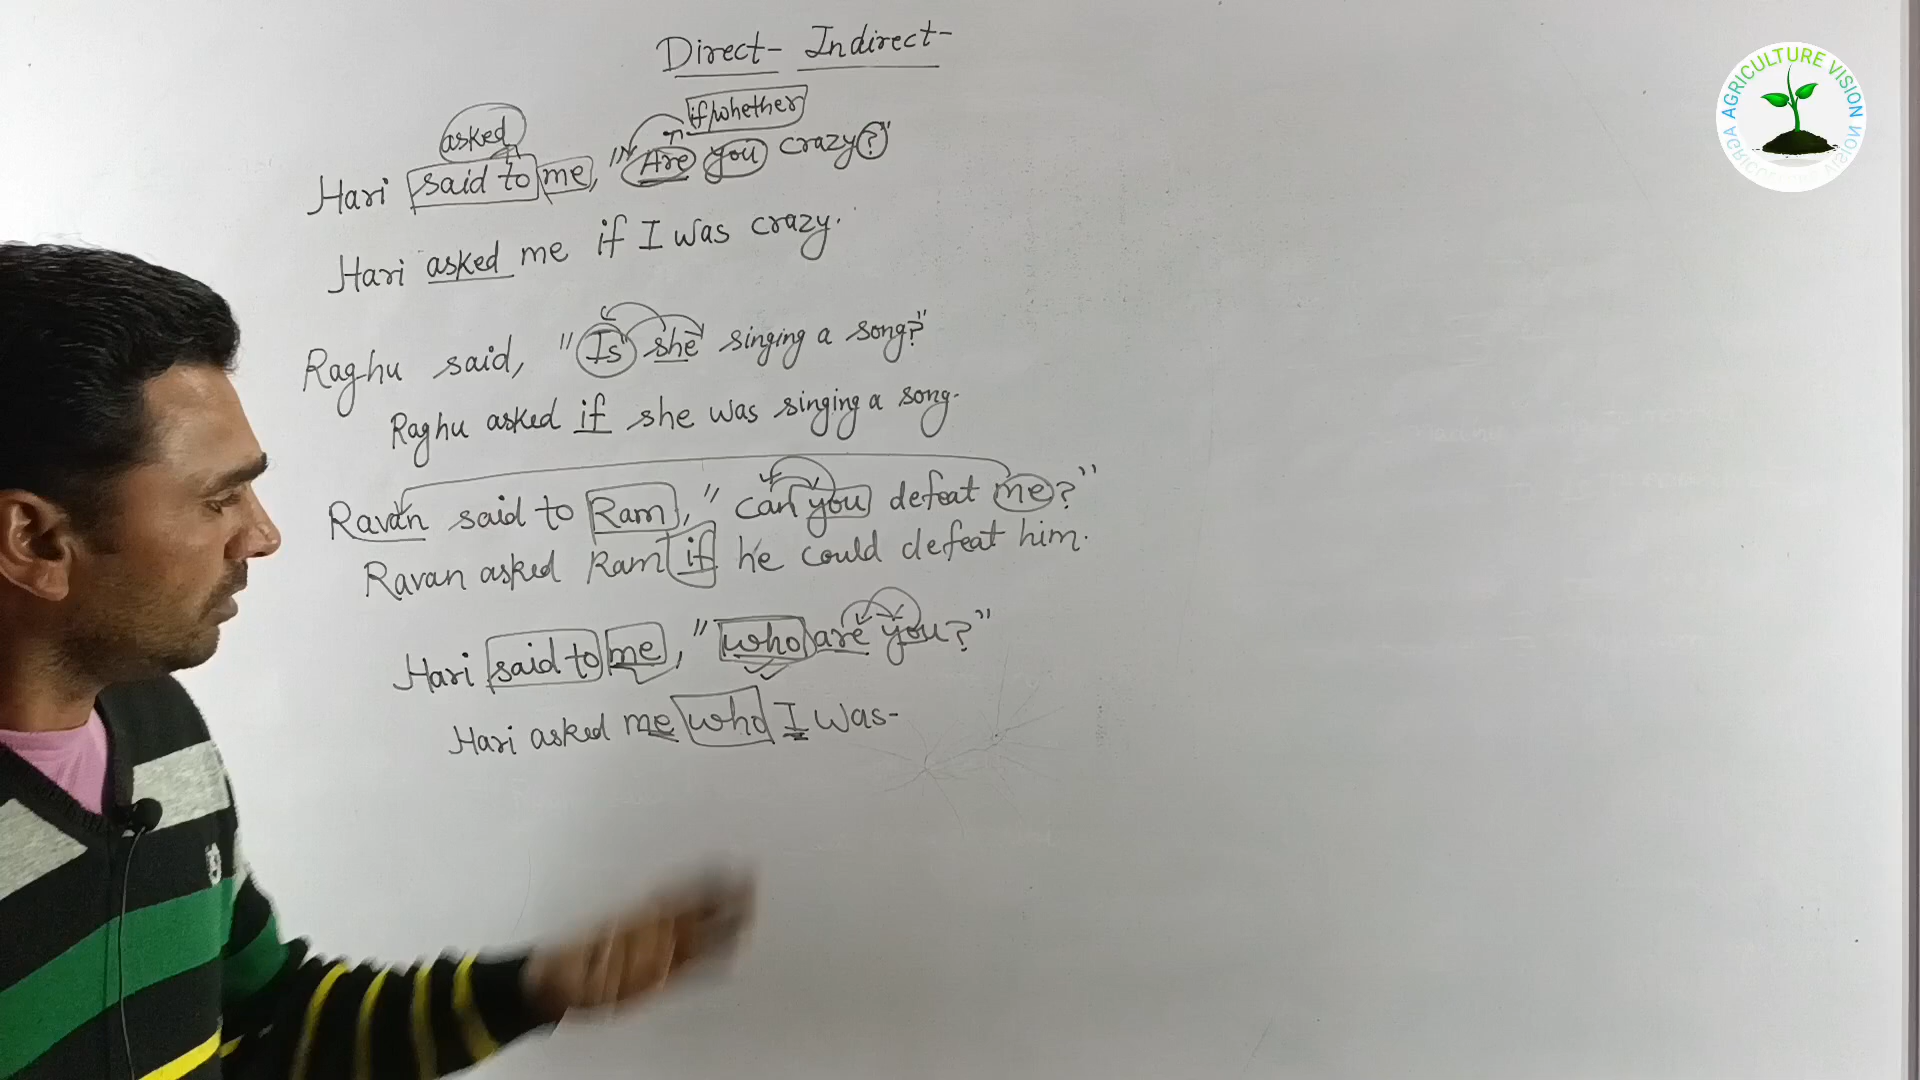 Direct- Indirect-
if/whether
asked
Hari said to me, "Are you crazy?"
Hari asked me if I was crazy.
Raghu said, "Is she singing a song?"
Raghu asked if she was singing a song.
Ravan said to Ram, "can you defeat me?"
Ravan asked Ram if he could defeat him.
Hari said to me, "who are you?"
Hari asked me who I was-
AGRICULTURE VISION
AGRICULTURE VISION